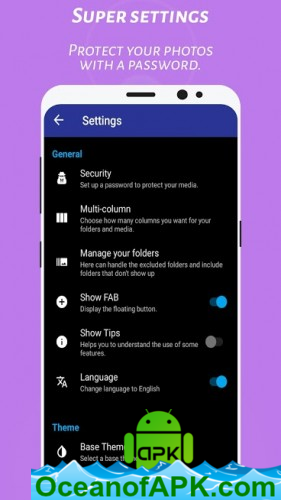 SUPER SETTINGS
PROTECT YOUR PHOTOS
WITH A PASSWORD.
Settings
General
Security
Set up a password to protect your media.
Multi-column
Choose how many columns you want for your
folders and media.
Manage your folders
Here can handle the excluded folders and include
folders that don't show up
Show FAB
Display the floating button.
Show Tips
Helps you to understand the use of some
features.
Language
Change language to English
Theme
Base Theme
Select a base
APK
OceanofAPK.com